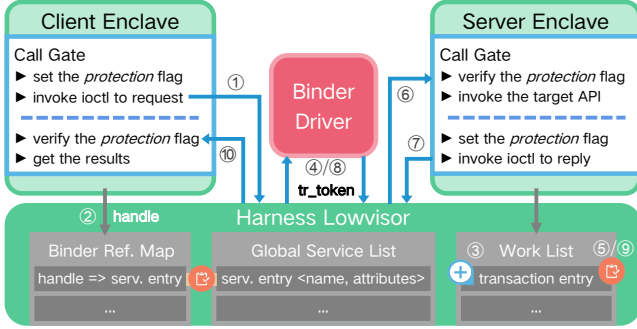 Client Enclave
Call Gate
► set the protection flag
► invoke ioctl to request
► verify the protection flag
► get the results
①
⑩
Binder
Driver
④/⑧
tr_token
Server Enclave
Call Gate
► verify the protection flag
► invoke the target API
► set the protection flag
► invoke ioctl to reply
⑥
⑦
② handle
Harness Lowvisor
Binder Ref. Map
handle => serv. entry
...
Global Service List
serv. entry <name, attributes>
...
③ Work List ⑤/⑨
transaction entry
...